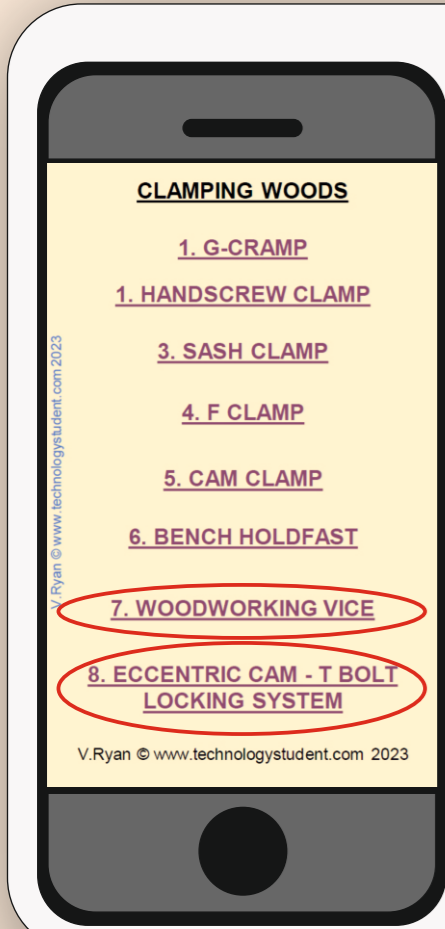 CLAMPING WOODS
1. G-CRAMP
1. HANDSCREW CLAMP
3. SASH CLAMP
4. F CLAMP
5. CAM CLAMP
6. BENCH HOLDFAST
7. WOODWORKING VICE
8. ECCENTRIC CAM - T BOLT
LOCKING SYSTEM
V.Ryan © www.technologystudent.com 2023
V.Ryan © www.technologystudent.com 2023